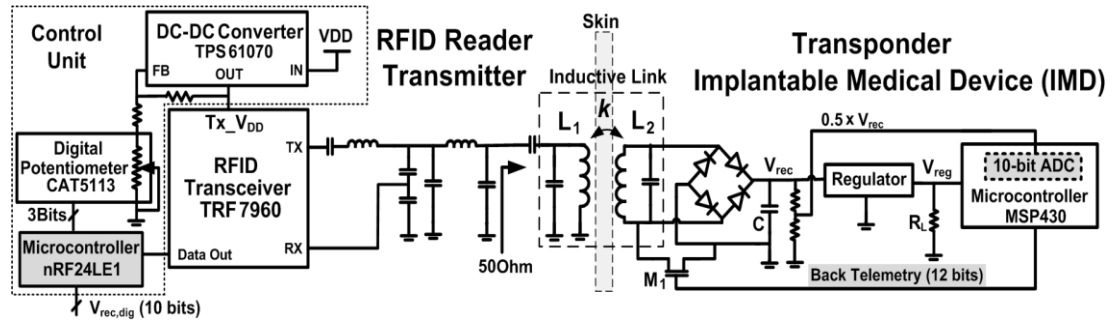 Control
Unit
DC-DC Converter
TPS61070
FB
OUT
IN
VDD
RFID Reader
Transmitter
Skin
Inductive Link
Transponder
Implantable Medical Device (IMD)
Tx_VDD
RFID
Transceiver
TRF7960
TX
RX
Data Out
Digital
Potentiometer
CAT5113
3Bits
Microcontroller
nRF24LE1
Vrec,dig (10 bits)
50Ohm
L1
k
L2
M1
Vrec
C
0.5 x Vrec
Regulator
Vreg
RL
10-bit ADC
Microcontroller
MSP430
Back Telemetry (12 bits)